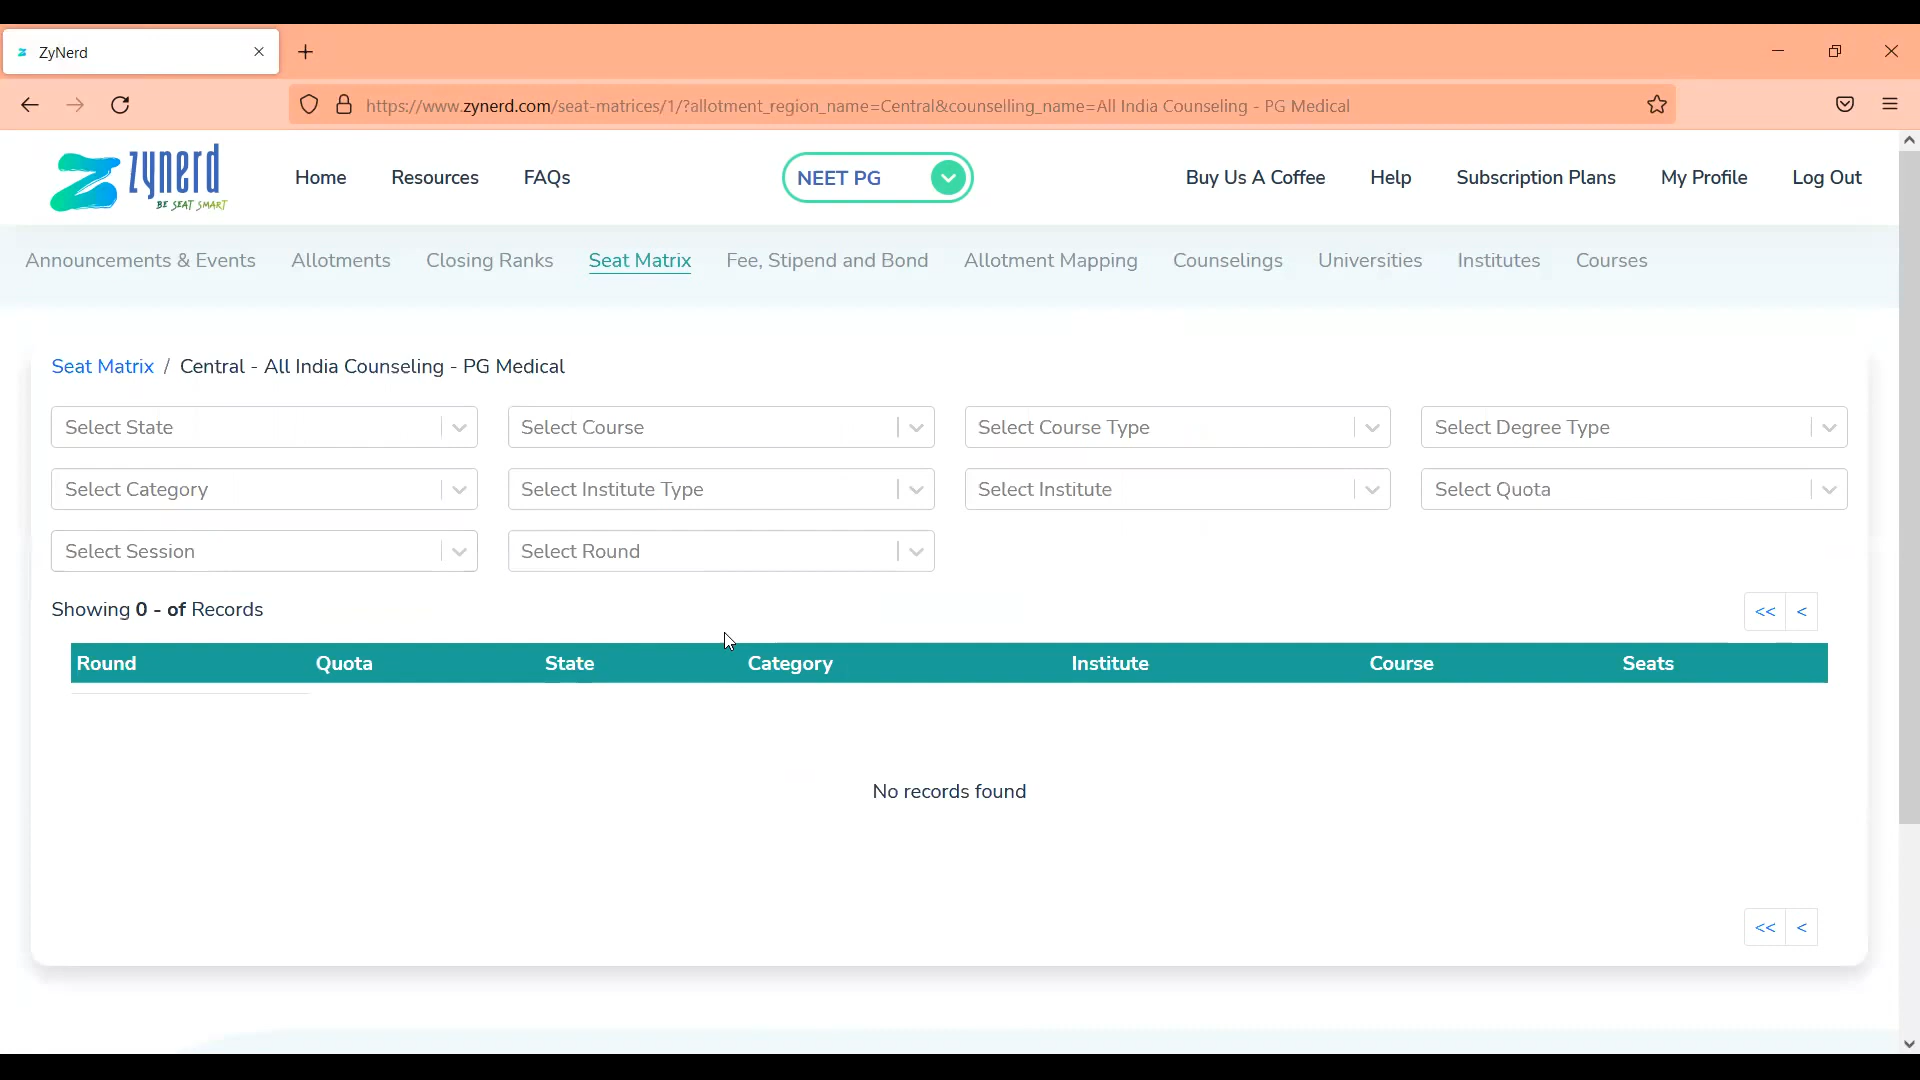 ZyNerd
https://www.zynerd.com/seat-matrices/1/?allotment_region_name=Central&counselling_name=All India Counseling - PG Medical
zynerd
BE SEAT SMART
Home Resources FAQs NEET PG Buy Us A Coffee Help Subscription Plans My Profile Log Out
Announcements & Events Allotments Closing Ranks Seat Matrix Fee, Stipend and Bond Allotment Mapping Counselings Universities Institutes Courses
Seat Matrix / Central - All India Counseling - PG Medical
Select State Select Course Select Course Type Select Degree Type
Select Category Select Institute Type Select Institute Select Quota
Select Session Select Round
Showing 0 - of Records << <
Round Quota State Category Institute Course Seats
No records found
<< <